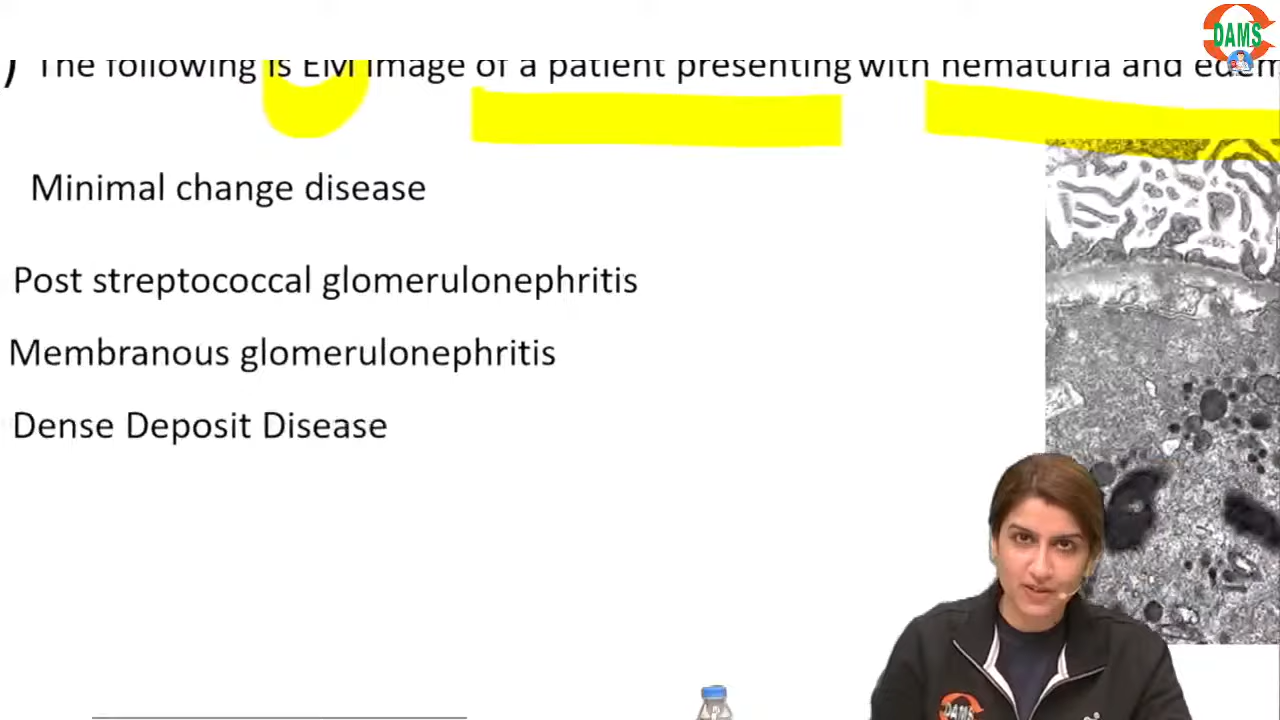 DAMS
) The following is EM image of a patient presenting with hematuria and edem
Minimal change disease
Post streptococcal glomerulonephritis
Membranous glomerulonephritis
Dense Deposit Disease
DAMS